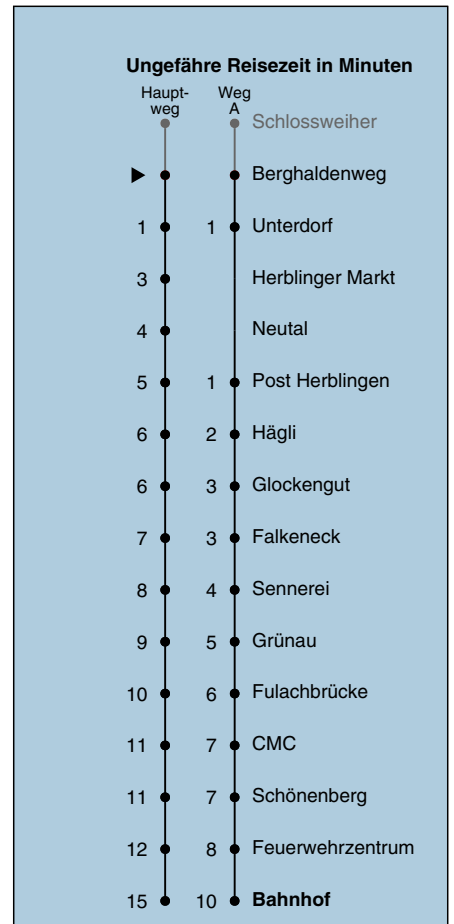 Ungefähre Reisezeit in Minuten
Haupt- Weg
weg A
Schlossweiher
Berghaldenweg
1 1 Unterdorf
3 Herblinger Markt
4 Neutal
5 1 Post Herblingen
6 2 Hägli
6 3 Glockengut
7 3 Falkeneck
8 4 Sennerei
9 5 Grünau
10 6 Fulachbrücke
11 7 CMC
11 7 Schönenberg
12 8 Feuerwehrzentrum
15 10 Bahnhof